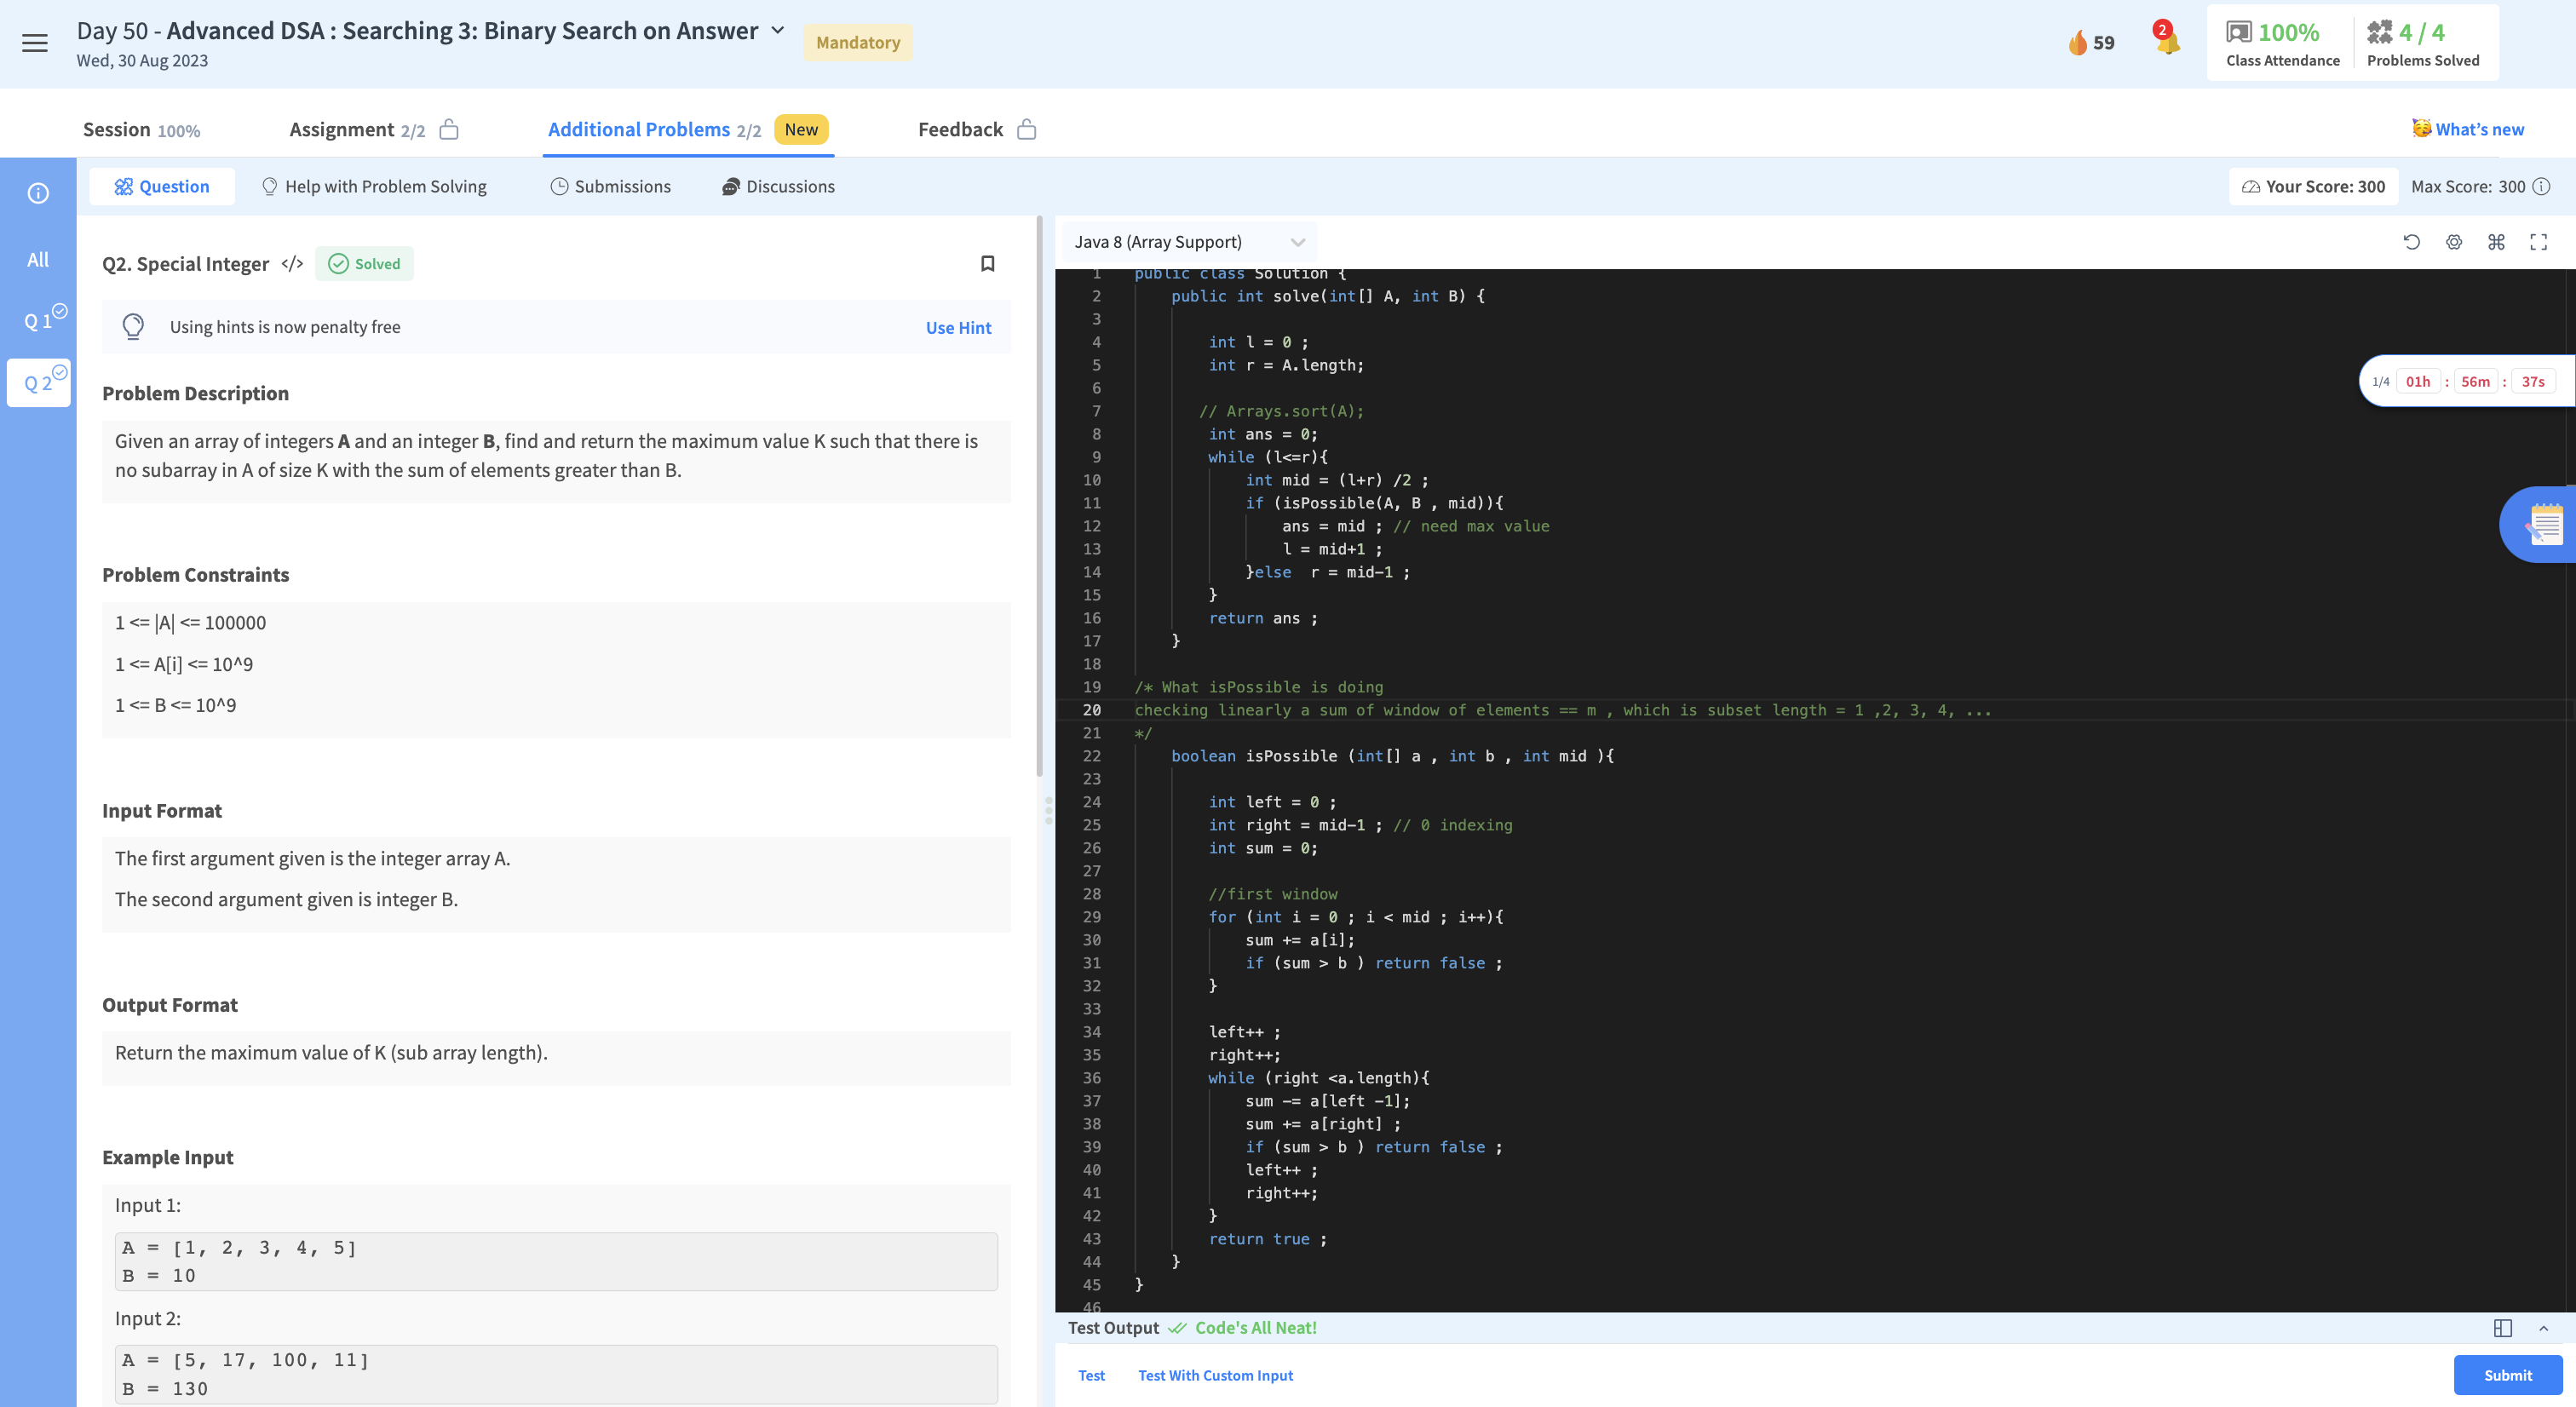 Day 50 - Advanced DSA : Searching 3: Binary Search on Answer
Mandatory
Wed, 30 Aug 2023
59
2
100%
Class Attendance
4 / 4
Problems Solved
Session 100%
Assignment 2/2
Additional Problems 2/2 New
Feedback
What's new
Question
Help with Problem Solving
Submissions
Discussions
Your Score: 300
Max Score: 300
All
Q 1
Q 2
Q2. Special Integer </> Solved
Using hints is now penalty free
Use Hint
Problem Description
Given an array of integers A and an integer B, find and return the maximum value K such that there is
no subarray in A of size K with the sum of elements greater than B.
Problem Constraints
1 <= |A| <= 100000
1 <= A[i] <= 10^9
1 <= B <= 10^9
Input Format
The first argument given is the integer array A.
The second argument given is integer B.
Output Format
Return the maximum value of K (sub array length).
Example Input
Input 1:
A = [1, 2, 3, 4, 5]
B = 10
Input 2:
A = [5, 17, 100, 11]
B = 130
Java 8 (Array Support)
1 public class Solution {
2 public int solve(int[] A, int B) {
3
4 int l = 0 ;
5 int r = A.length;
6
7 // Arrays.sort(A);
8 int ans = 0;
9 while (l<=r){
10 int mid = (l+r) /2 ;
11 if (isPossible(A, B , mid)){
12 ans = mid ; // need max value
13 l = mid+1 ;
14 }else r = mid-1 ;
15 }
16 return ans ;
17 }
18
19 /* What isPossible is doing
20 checking linearly a sum of window of elements == m , which is subset length = 1 ,2, 3, 4, ...
21 */
22 boolean isPossible (int[] a , int b , int mid ){
23
24 int left = 0 ;
25 int right = mid-1 ; // 0 indexing
26 int sum = 0;
27
28 //first window
29 for (int i = 0 ; i < mid ; i++){
30 sum += a[i];
31 if (sum > b ) return false ;
32 }
33
34 left++ ;
35 right++;
36 while (right <a.length){
37 sum -= a[left -1];
38 sum += a[right] ;
39 if (sum > b ) return false ;
40 left++ ;
41 right++;
42 }
43 return true ;
44 }
45 }
46
1/4 01h : 56m : 37s
Test Output Code's All Neat!
Test
Test With Custom Input
Submit